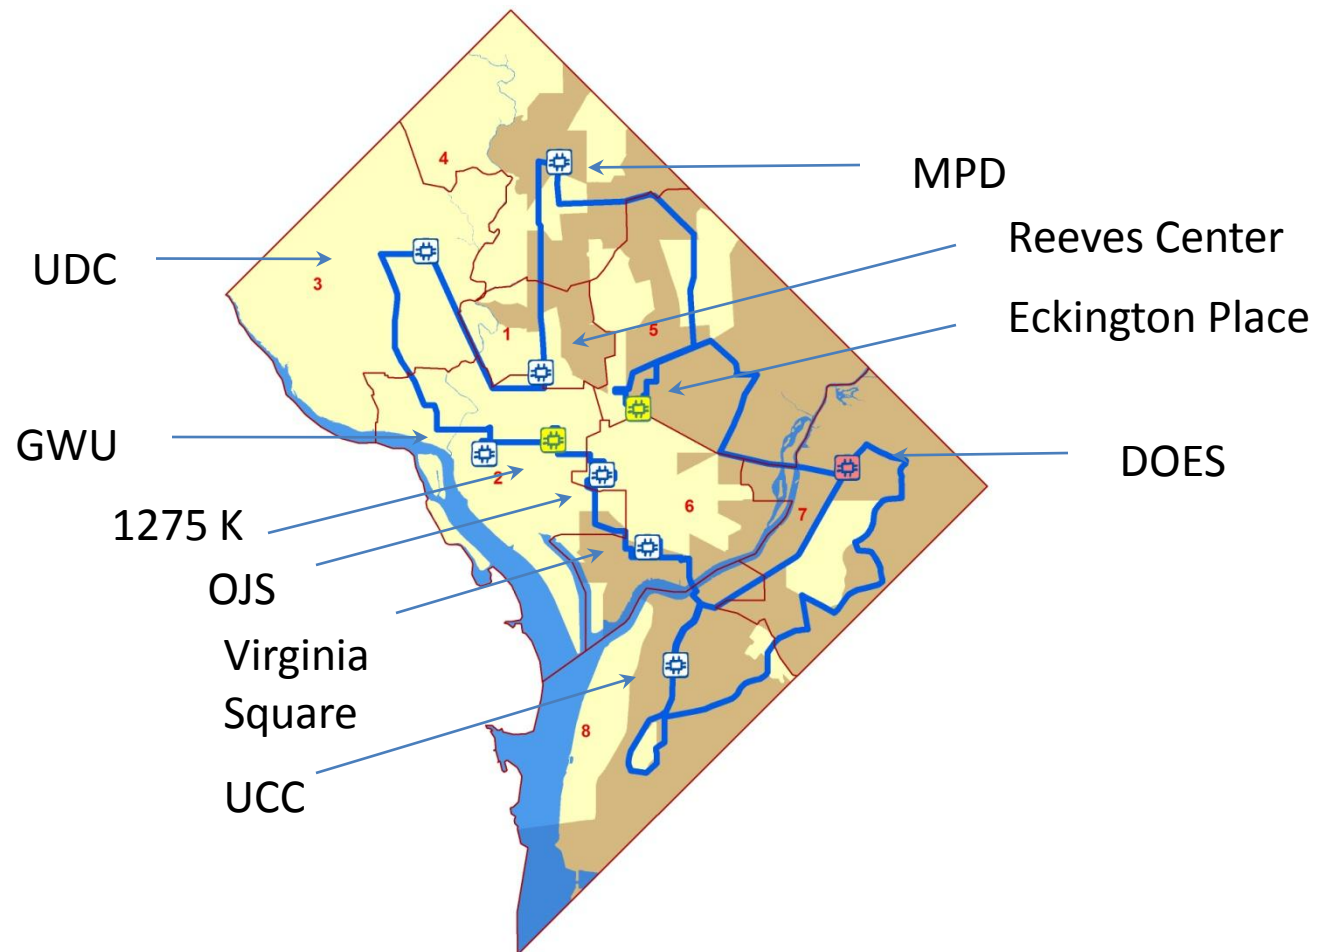 MPD
4
Reeves Center
UDC
3
Eckington Place
1
5
GWU
DOES
2
1275 K
6
7
OJS
Virginia
Square
8
UCC